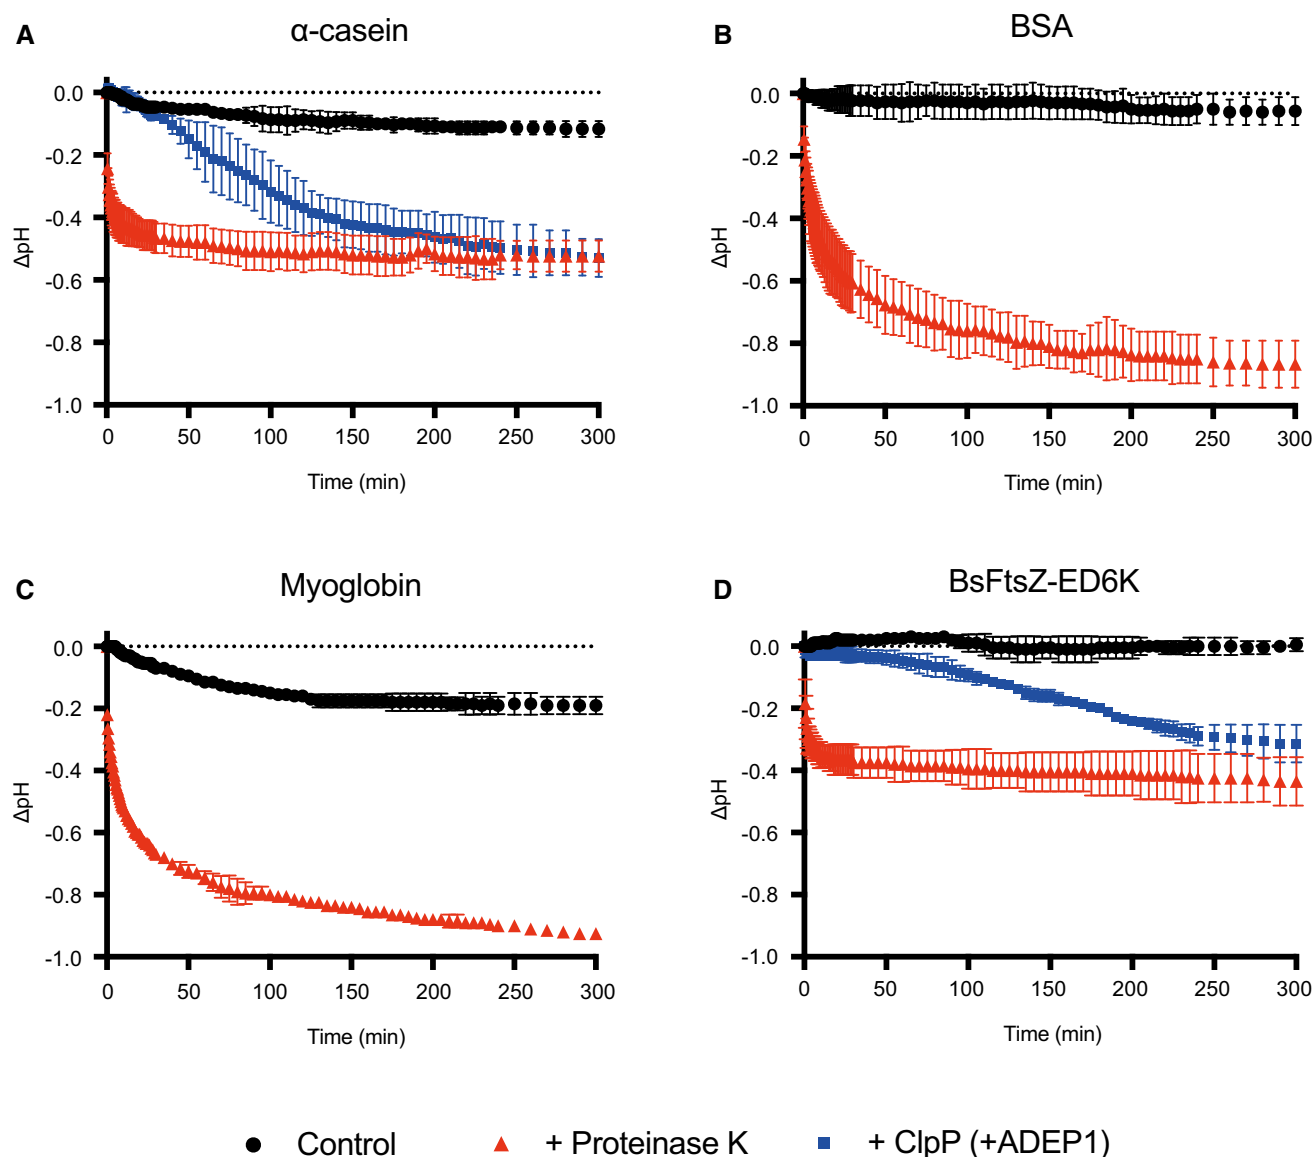 A
α-casein
0.0
-0.2
-0.4
-0.6
-0.8
-1.0
ΔpH
0 50 100 150 200 250 300
Time (min)
B
BSA
0.0
-0.2
-0.4
-0.6
-0.8
-1.0
ΔpH
0 50 100 150 200 250 300
Time (min)
C
Myoglobin
0.0
-0.2
-0.4
-0.6
-0.8
-1.0
ΔpH
0 50 100 150 200 250 300
Time (min)
D
BsFtsZ-ED6K
0.0
-0.2
-0.4
-0.6
-0.8
-1.0
ΔpH
0 50 100 150 200 250 300
Time (min)
Control + Proteinase K + ClpP (+ADEP1)